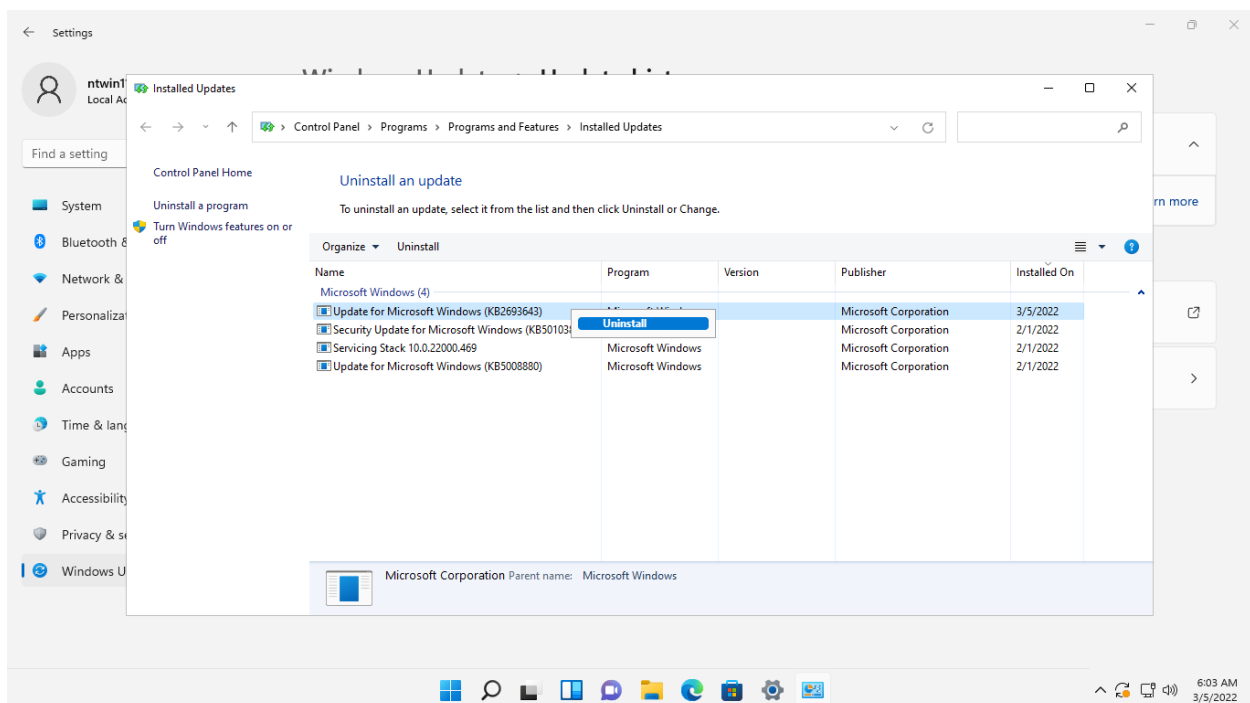 Settings
ntwin1
Local Ac
Find a setting
System
Bluetooth &
Network &
Personalizat
Apps
Accounts
Time & lang
Gaming
Accessibility
Privacy & se
Windows U
rn more
Installed Updates
Control Panel > Programs > Programs and Features > Installed Updates
Control Panel Home
Uninstall a program
Turn Windows features on or
off
Uninstall an update
To uninstall an update, select it from the list and then click Uninstall or Change.
Organize Uninstall
Name Program Version Publisher Installed On
Microsoft Windows (4)
Update for Microsoft Windows (KB2693643) Microsoft Corporation 3/5/2022
Uninstall
Security Update for Microsoft Windows (KB50103 Microsoft Corporation 2/1/2022
Servicing Stack 10.0.22000.469 Microsoft Windows Microsoft Corporation 2/1/2022
Update for Microsoft Windows (KB5008880) Microsoft Windows Microsoft Corporation 2/1/2022
Microsoft Corporation Parent name: Microsoft Windows
6:03 AM
3/5/2022